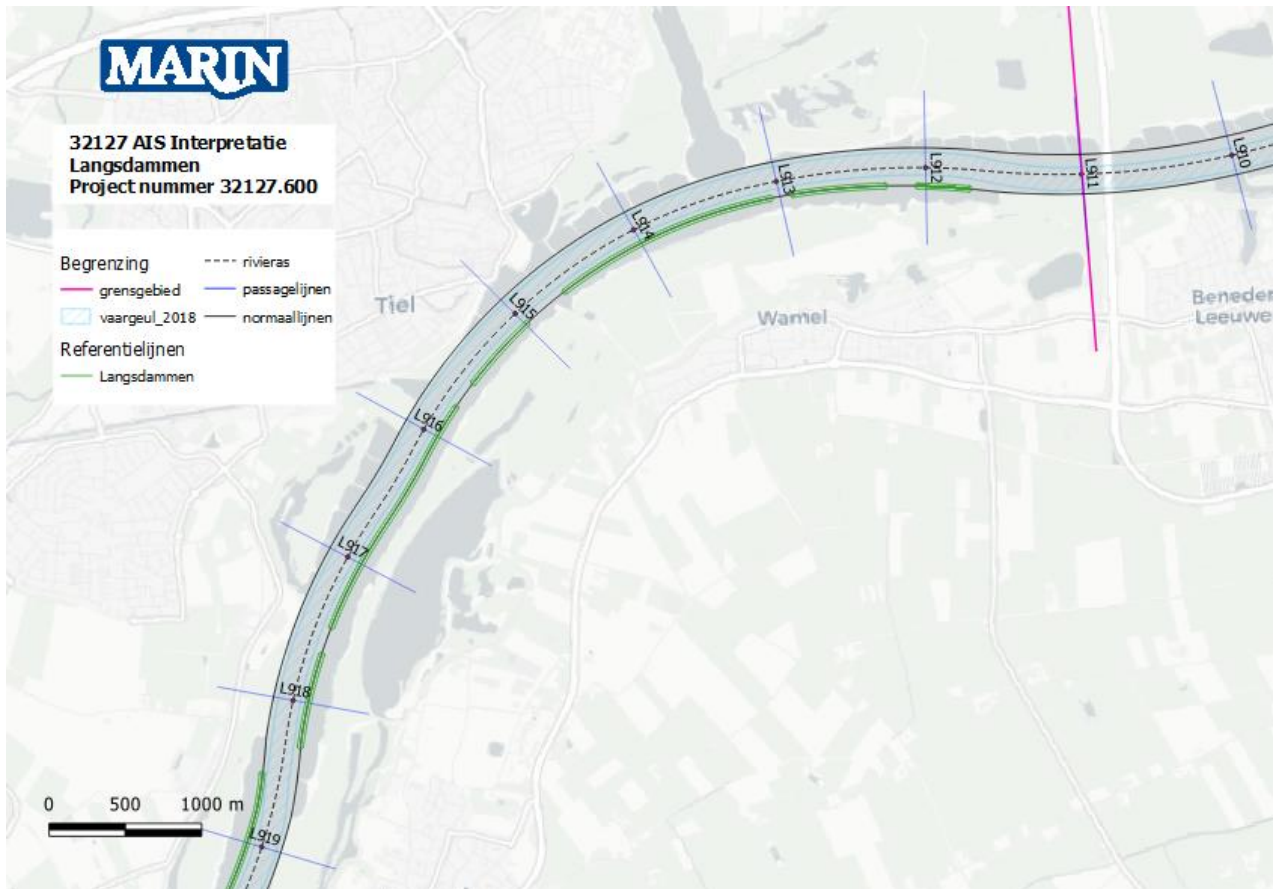 MARIN
32127 AIS Interpretatie
Langsdammen
Project nummer 32127.600
Begrenzing
grensgebied
vaargeul_2018
Referentielijnen
Langsdammen
rivieras
passagelijnen
normaallijnen
Tiel
Wamel
Beneden
Leeuwe
L910
L911
L912
L913
L914
L915
L916
L917
L918
L919
0 500 1000 m